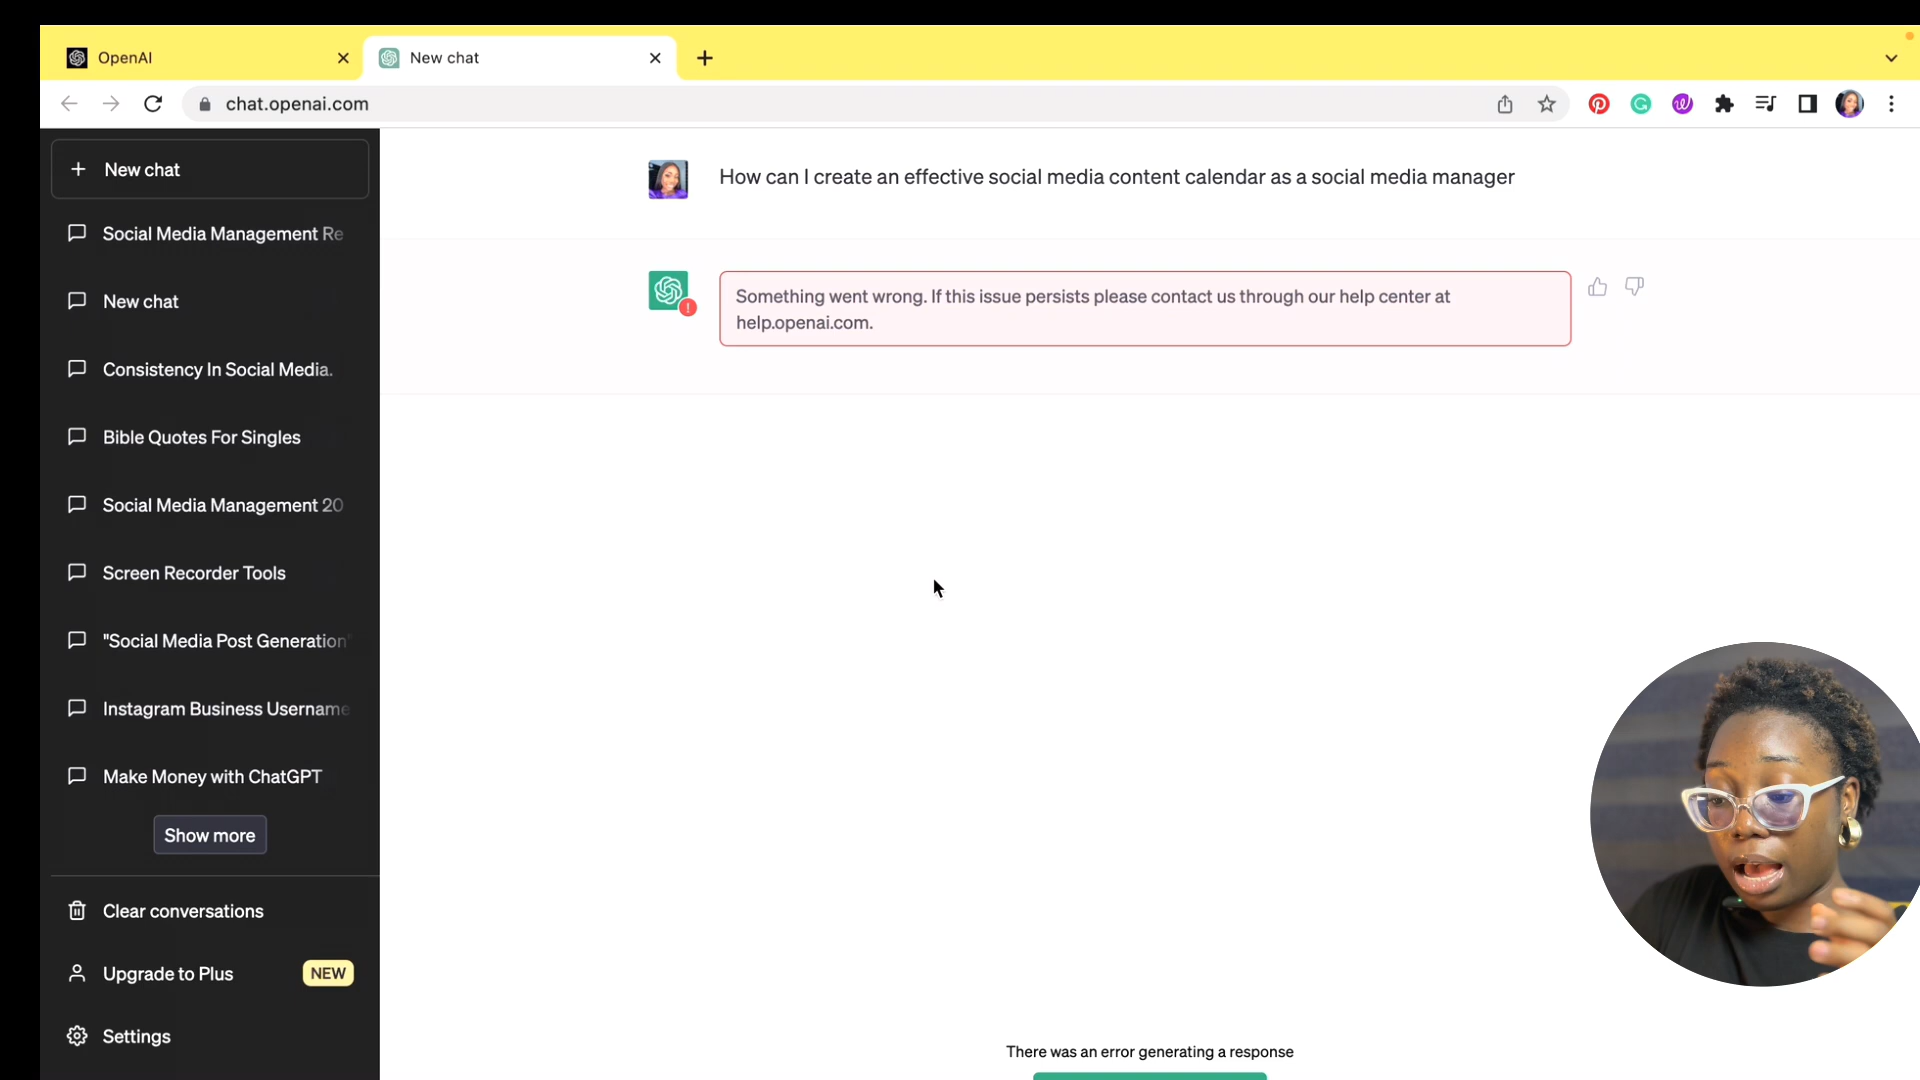 OpenAI
New chat
chat.openai.com
New chat
Social Media Management Re
New chat
Consistency In Social Media.
Bible Quotes For Singles
Social Media Management 20
Screen Recorder Tools
"Social Media Post Generation"
Instagram Business Username
Make Money with ChatGPT
Show more
Clear conversations
Upgrade to Plus NEW
Settings
How can I create an effective social media content calendar as a social media manager
Something went wrong. If this issue persists please contact us through our help center at
help.openai.com.
There was an error generating a response